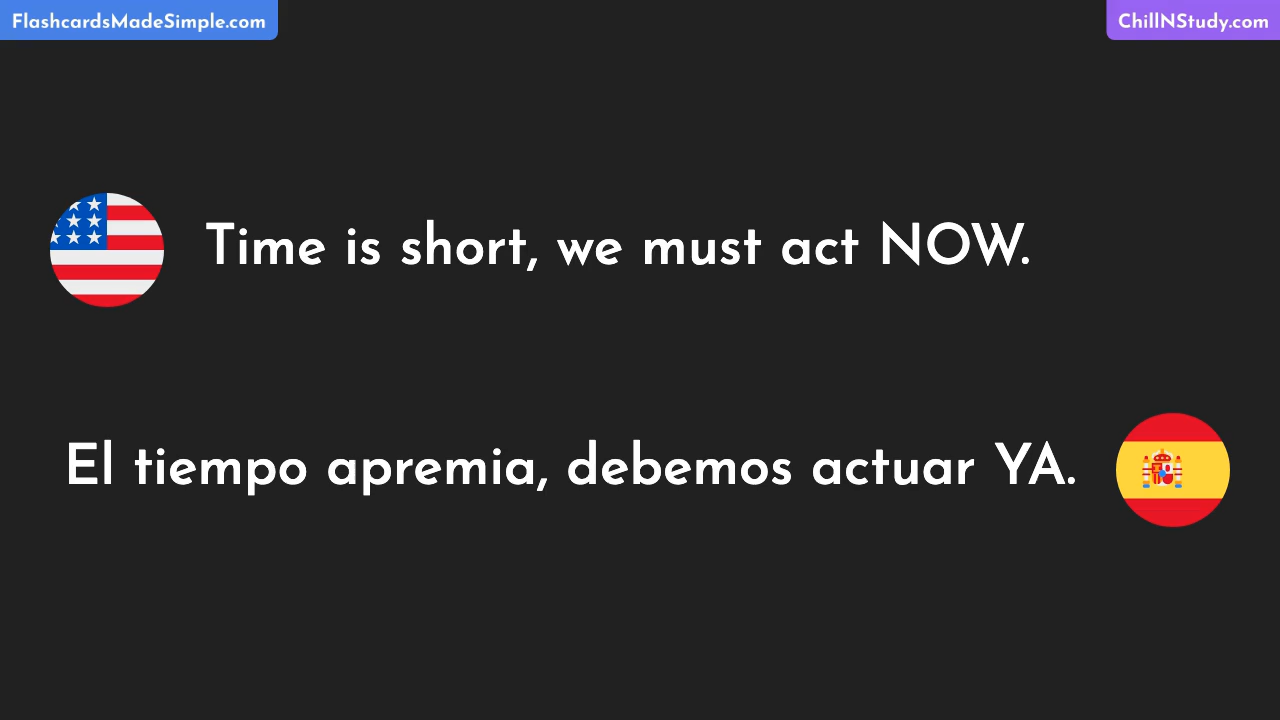 FlashcardsMadeSimple.com
ChillNStudy.com
Time is short, we must act NOW.
El tiempo apremia, debemos actuar YA.